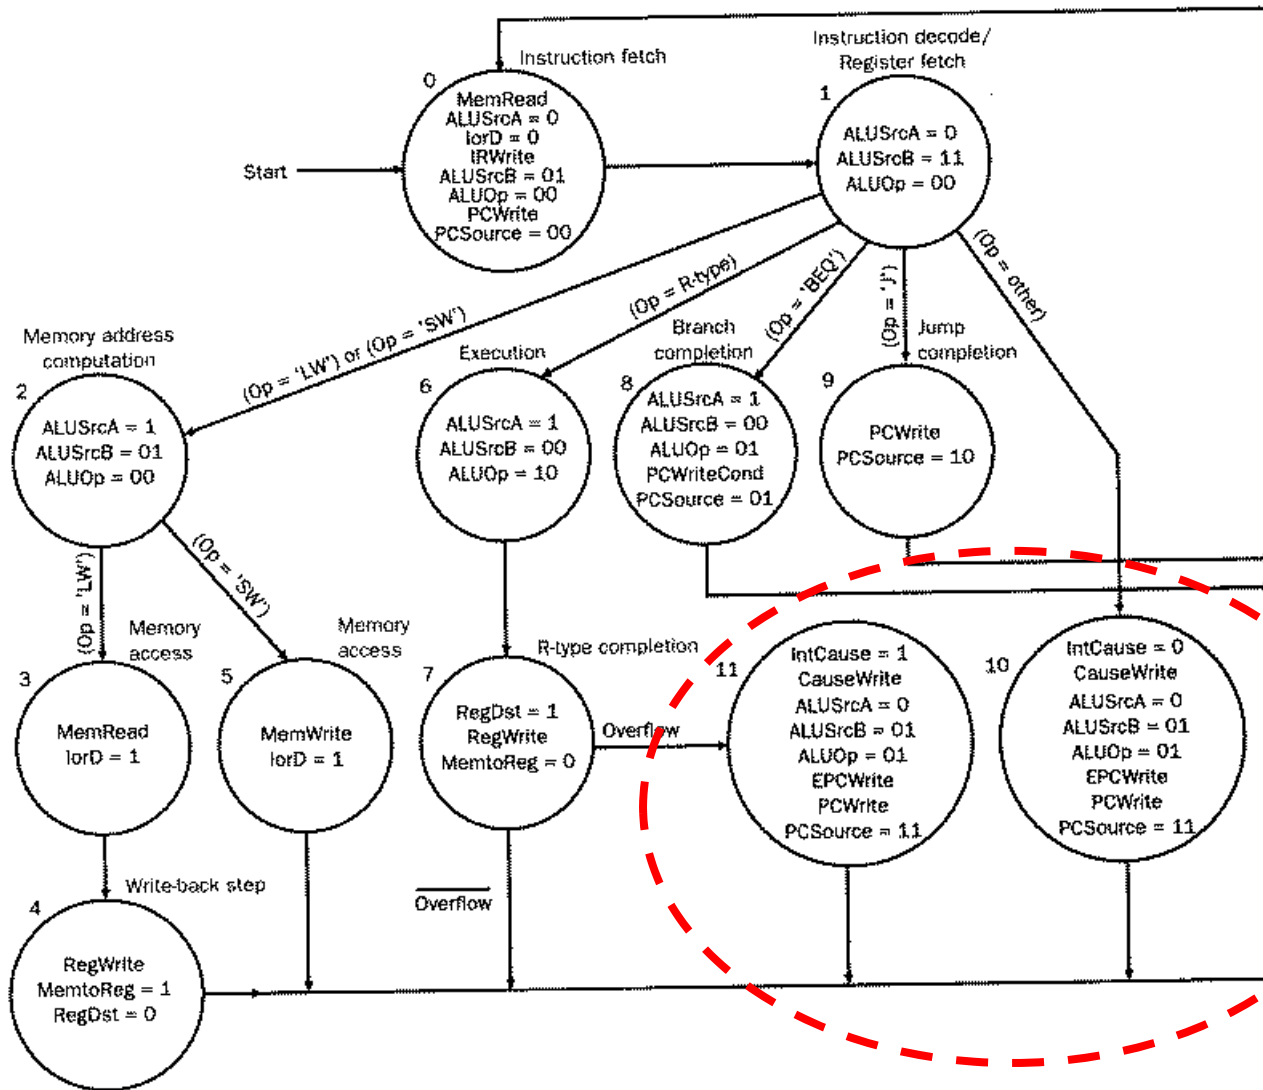 Instruction fetch
0
MemRead
ALUSrcA = 0
IorD = 0
IRWrite
ALUSrcB = 01
ALUOp = 00
PCWrite
PCSource = 00
Start
Instruction decode/
Register fetch
1
ALUSrcA = 0
ALUSrcB = 11
ALUOp = 00
(Op = 'LW') or (Op = 'SW')
(Op = R-type)
(Op = 'BEQ')
(Op = 'J')
(Op = other)
Memory address
computation
2
ALUSrcA = 1
ALUSrcB = 01
ALUOp = 00
Execution
6
ALUSrcA = 1
ALUSrcB = 00
ALUOp = 10
Branch
completion
8
ALUSrcA = 1
ALUSrcB = 00
ALUOp = 01
PCWriteCond
PCSource = 01
Jump
completion
9
PCWrite
PCSource = 10
(Op = 'LW')
(Op = 'SW')
Memory
access
3
MemRead
IorD = 1
Memory
access
5
MemWrite
IorD = 1
R-type completion
7
RegDst = 1
RegWrite
MemtoReg = 0
Overflow
Overflow
11
IntCause = 1
CauseWrite
ALUSrcA = 0
ALUSrcB = 01
ALUOp = 01
EPCWrite
PCWrite
PCSource = 11
10
IntCause = 0
CauseWrite
ALUSrcA = 0
ALUSrcB = 01
ALUOp = 01
EPCWrite
PCWrite
PCSource = 11
Write-back step
4
RegWrite
MemtoReg = 1
RegDst = 0